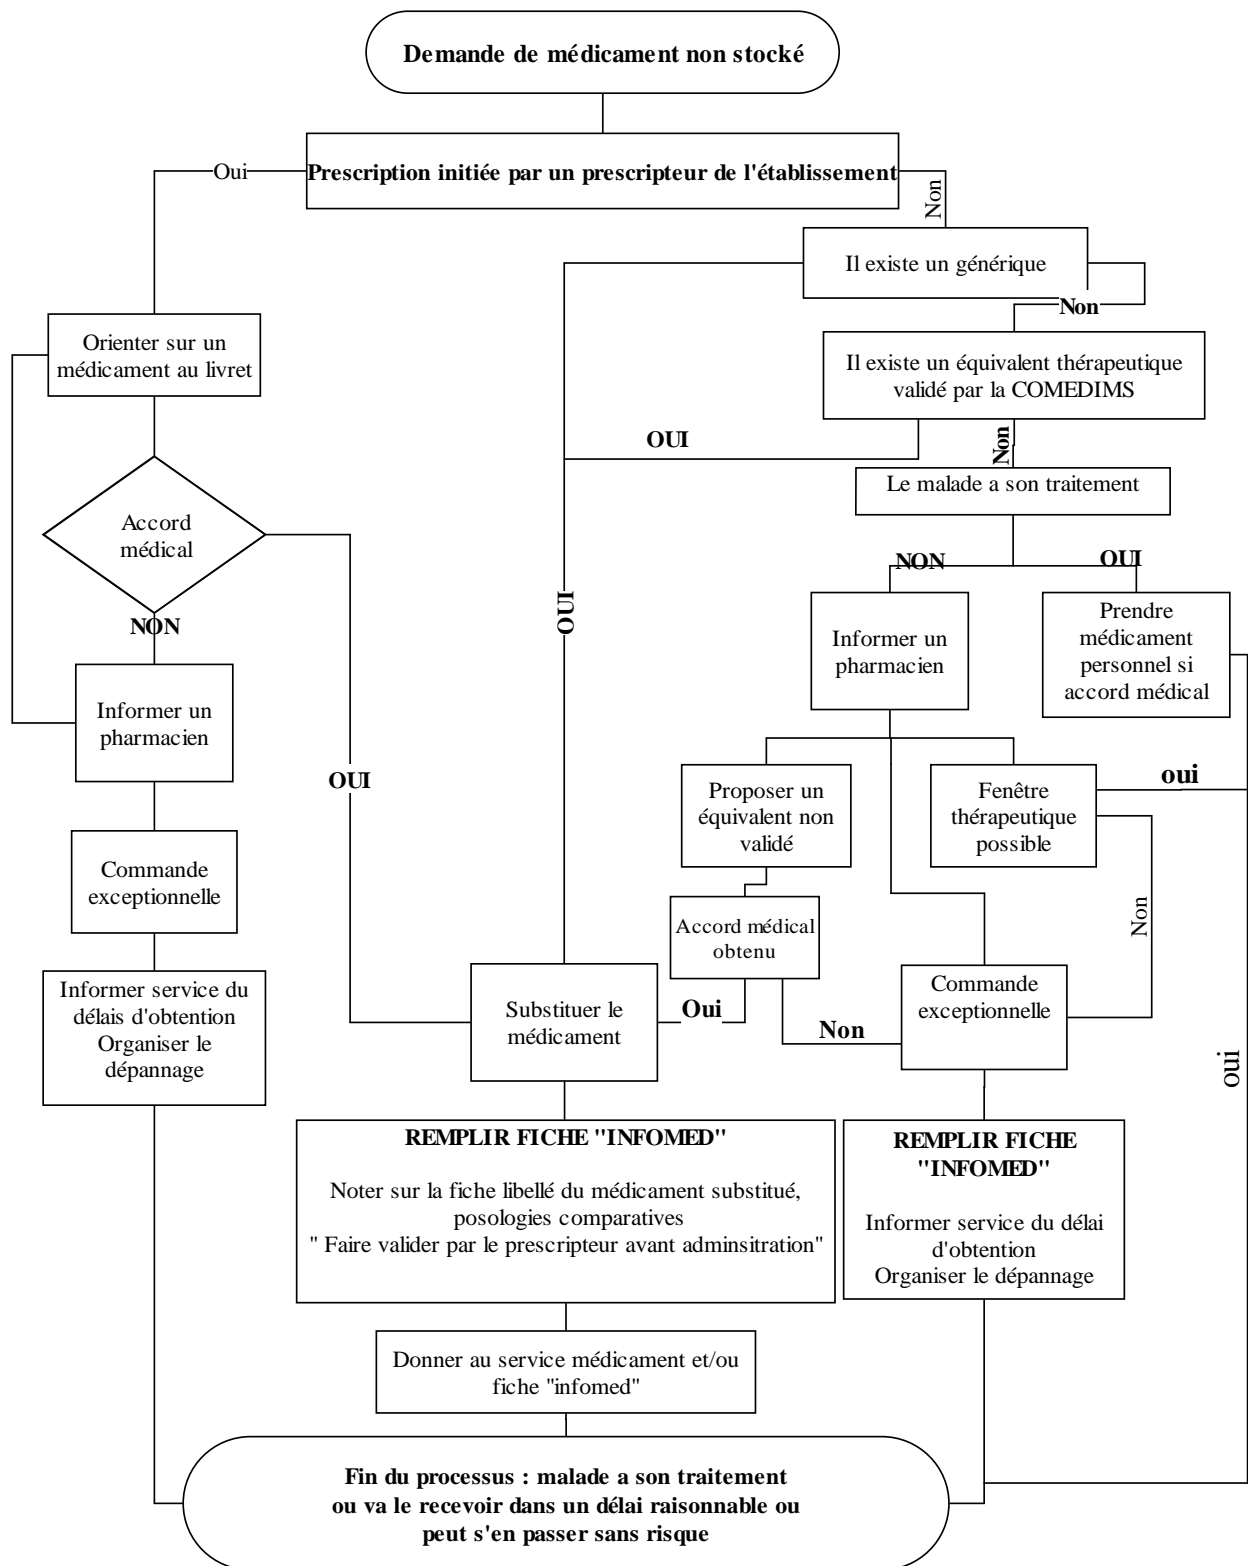 Demande de médicament non stocké
Oui
Prescription initiée par un prescripteur de l'établissement
Non
Il existe un générique
Non
Orienter sur un
médicament au livret
Il existe un équivalent thérapeutique
validé par la COMEDIMS
OUI
Non
Le malade a son traitement
Accord
médical
NON
OUI
OUI
NON
Prendre
médicament
personnel si
accord médical
Informer un
pharmacien
Informer un
pharmacien
OUI
Proposer un
équivalent non
validé
Fenêtre
thérapeutique
possible
oui
Commande
exceptionnelle
Accord médical
obtenu
Non
Informer service du
délais d'obtention
Organiser le
dépannage
Substituer le
médicament
Oui
Non
Commande
exceptionnelle
oui
REMPLIR FICHE "INFOMED"
Noter sur la fiche libellé du médicament substitué,
posologies comparatives
" Faire valider par le prescripteur avant adminsitration"
REMPLIR FICHE
"INFOMED"
Informer service du délai
d'obtention
Organiser le dépannage
Donner au service médicament et/ou
fiche "infomed"
Fin du processus : malade a son traitement
ou va le recevoir dans un délai raisonnable ou
peut s'en passer sans risque